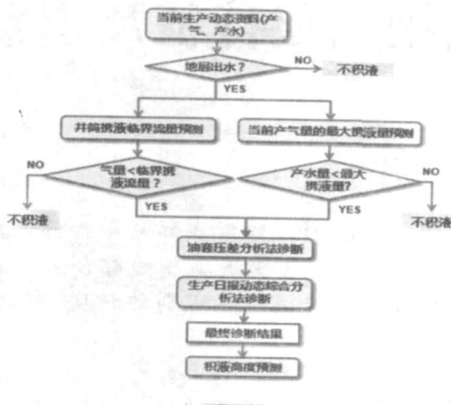 当前生产动态资料(产
气、产水)
地层出水？
NO
不积液
YES
井筒携液临界流量预测
当前产气量的最大携液量预测
NO
气量<临界携
液流量？
产水量<最大
携液量?
NO
不积液
YES
YES
不积液
油套压差分析法诊断
生产日报动态综合分
析法诊断
最终诊断结果
积液高度预测